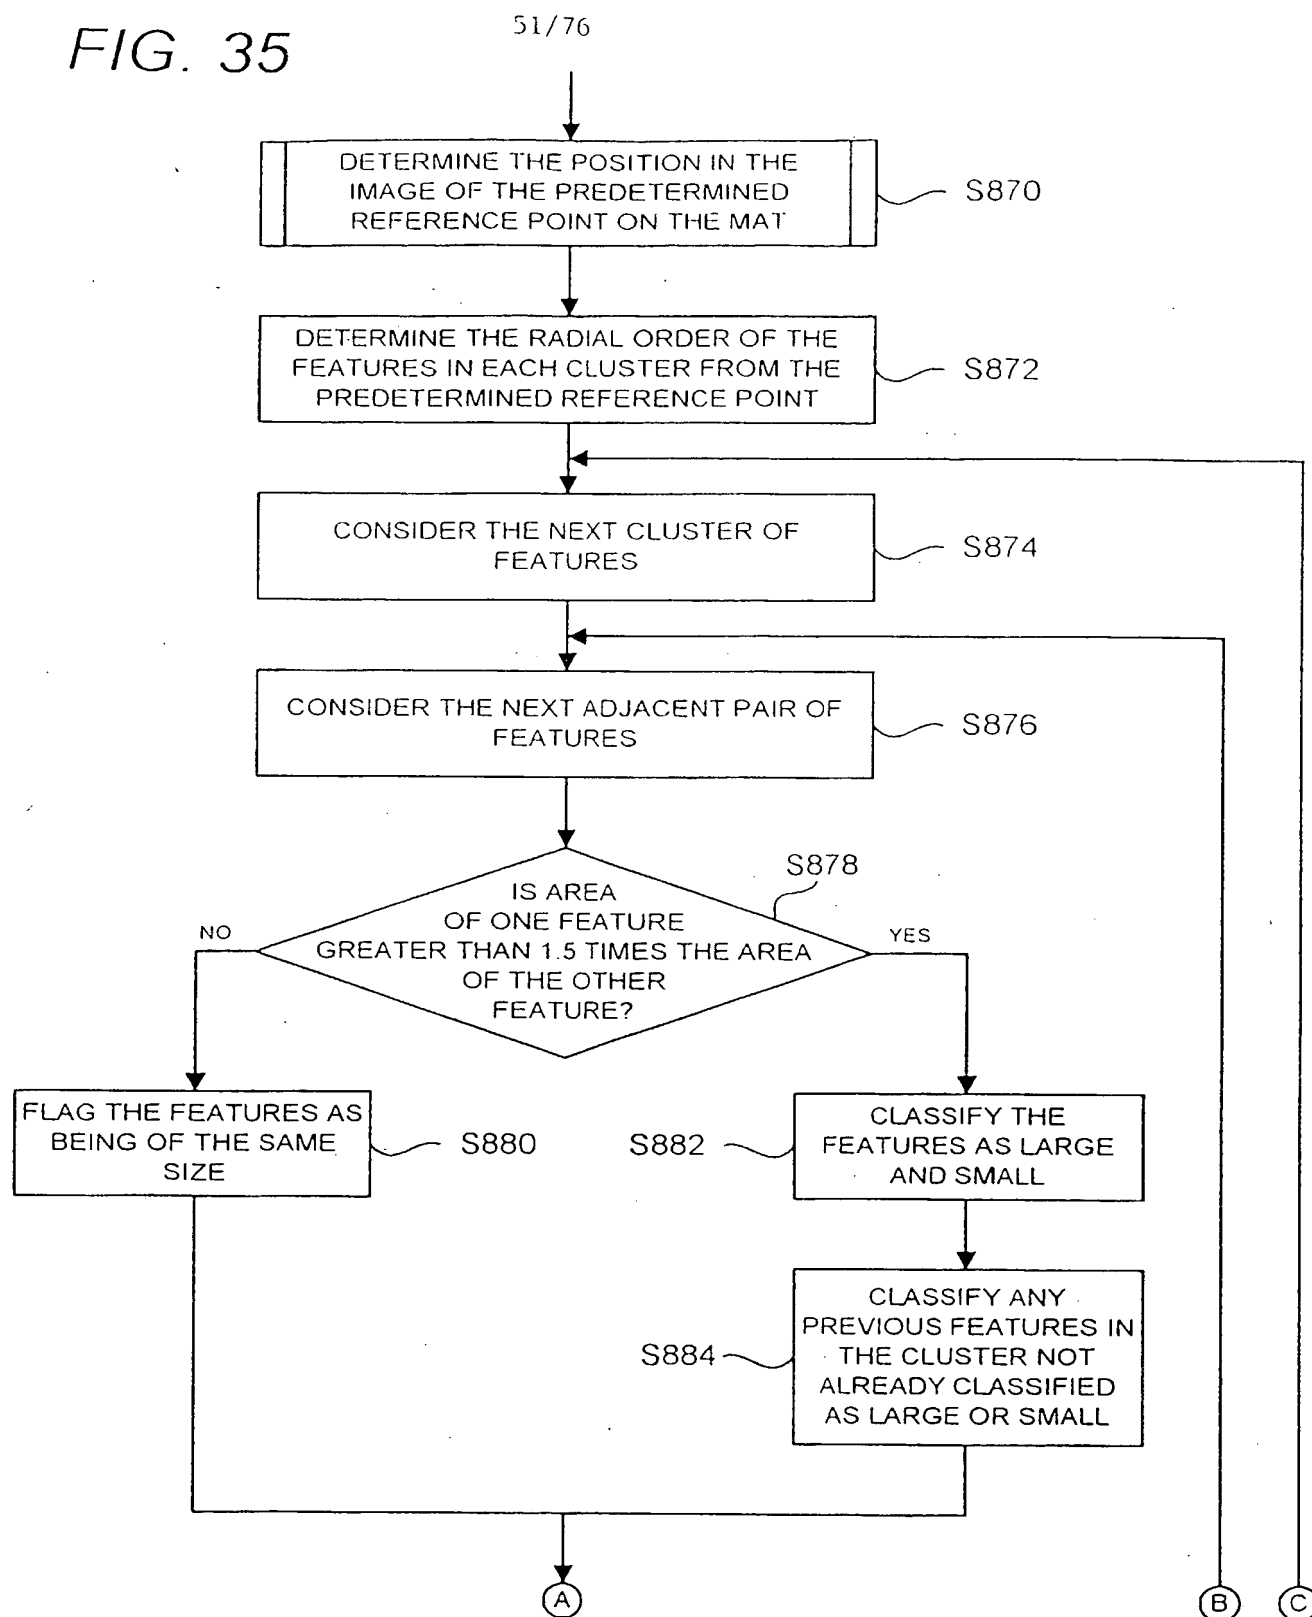 FIG. 35
51/76
DETERMINE THE POSITION IN THE
IMAGE OF THE PREDETERMINED
REFERENCE POINT ON THE MAT
S870
DETERMINE THE RADIAL ORDER OF THE
FEATURES IN EACH CLUSTER FROM THE
PREDETERMINED REFERENCE POINT
S872
CONSIDER THE NEXT CLUSTER OF
FEATURES
S874
CONSIDER THE NEXT ADJACENT PAIR OF
FEATURES
S876
S878
IS AREA
OF ONE FEATURE
GREATER THAN 1.5 TIMES THE AREA
OF THE OTHER
FEATURE?
NO
YES
FLAG THE FEATURES AS
BEING OF THE SAME
SIZE
S880
S882
CLASSIFY THE
FEATURES AS LARGE
AND SMALL
S884
CLASSIFY ANY
PREVIOUS FEATURES IN
THE CLUSTER NOT
ALREADY CLASSIFIED
AS LARGE OR SMALL
A
B
C